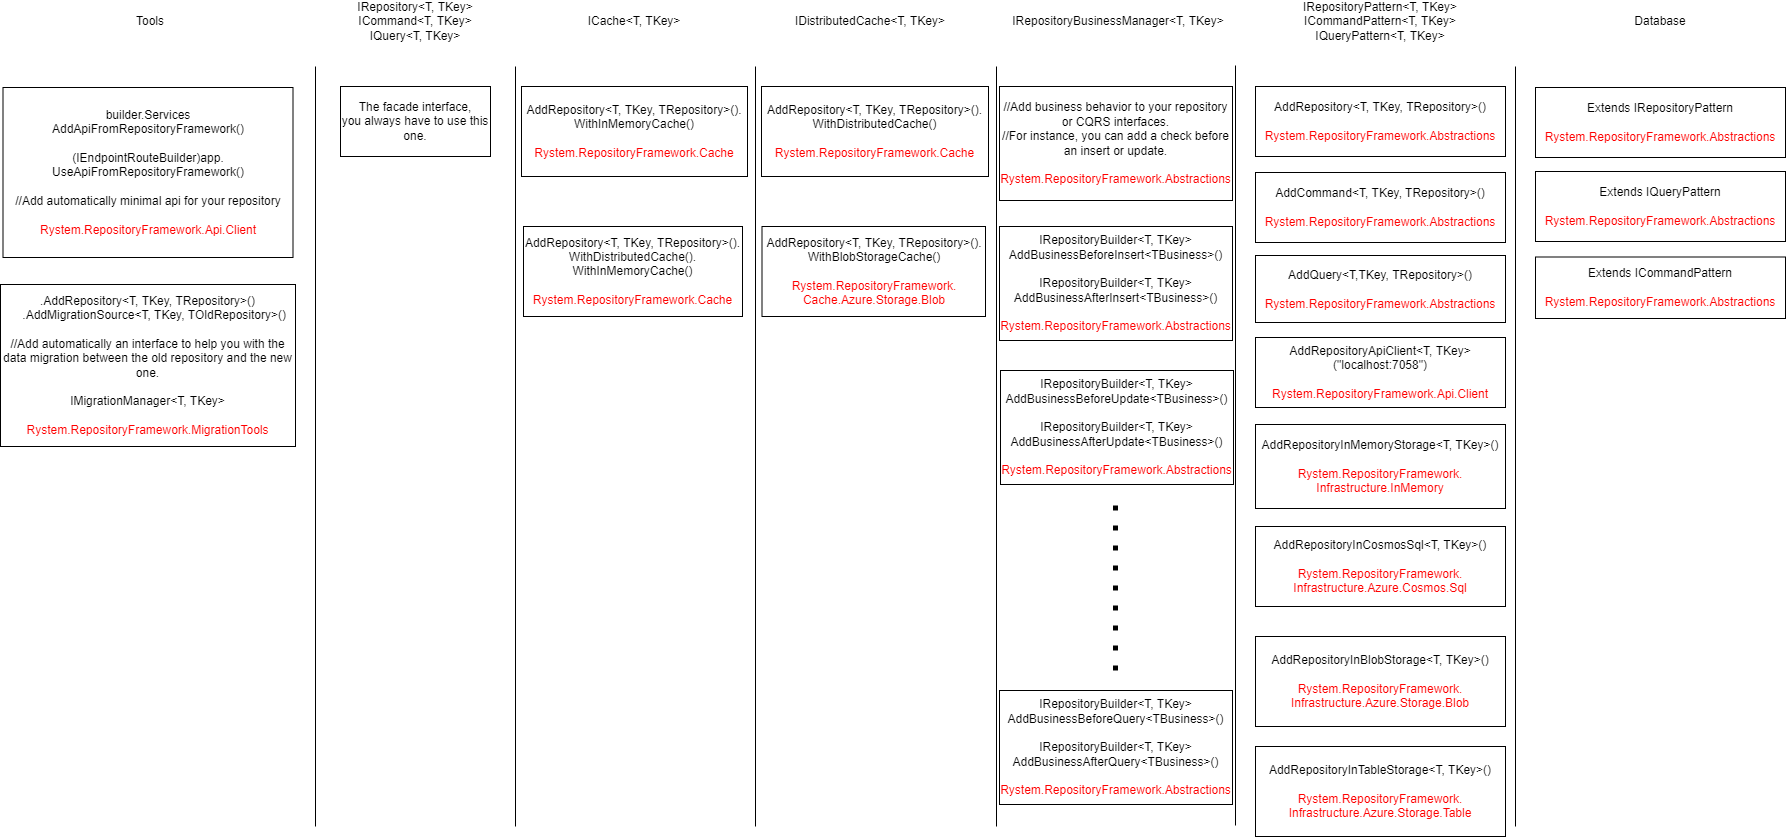 Tools
IRepository<T, TKey>
ICommand<T, TKey>
IQuery<T, TKey>
ICache<T, TKey>
IDistributedCache<T, TKey>
IRepositoryBusinessManager<T, TKey>
IRepositoryPattern<T, TKey>
ICommandPattern<T, TKey>
IQueryPattern<T, TKey>
Database
builder.Services
AddApiFromRepositoryFramework()
(IEndpointRouteBuilder)app.
UseApiFromRepositoryFramework()
//Add automatically minimal api for your repository
Rystem.RepositoryFramework.Api.Client
.AddRepository<T, TKey, TRepository>()
.AddMigrationSource<T, TKey, TOldRepository>()
//Add automatically an interface to help you with the
data migration between the old repository and the new
one.
IMigrationManager<T, TKey>
Rystem.RepositoryFramework.MigrationTools
The facade interface,
you always have to use this
one.
AddRepository<T, TKey, TRepository>().
WithInMemoryCache()
Rystem.RepositoryFramework.Cache
AddRepository<T, TKey, TRepository>().
WithDistributedCache().
WithInMemoryCache()
Rystem.RepositoryFramework.Cache
AddRepository<T, TKey, TRepository>().
WithDistributedCache()
Rystem.RepositoryFramework.Cache
AddRepository<T, TKey, TRepository>().
WithBlobStorageCache()
Rystem.RepositoryFramework.
Cache.Azure.Storage.Blob
//Add business behavior to your repository
or CQRS interfaces.
//For instance, you can add a check before
an insert or update.
Rystem.RepositoryFramework.Abstractions
IRepositoryBuilder<T, TKey>
AddBusinessBeforeInsert<TBusiness>()
IRepositoryBuilder<T, TKey>
AddBusinessAfterInsert<TBusiness>()
Rystem.RepositoryFramework.Abstractions
IRepositoryBuilder<T, TKey>
AddBusinessBeforeUpdate<TBusiness>()
IRepositoryBuilder<T, TKey>
AddBusinessAfterUpdate<TBusiness>()
Rystem.RepositoryFramework.Abstractions
IRepositoryBuilder<T, TKey>
AddBusinessBeforeQuery<TBusiness>()
IRepositoryBuilder<T, TKey>
AddBusinessAfterQuery<TBusiness>()
Rystem.RepositoryFramework.Abstractions
AddRepository<T, TKey, TRepository>()
Rystem.RepositoryFramework.Abstractions
AddCommand<T, TKey, TRepository>()
Rystem.RepositoryFramework.Abstractions
AddQuery<T,TKey, TRepository>()
Rystem.RepositoryFramework.Abstractions
AddRepositoryApiClient<T, TKey>
("localhost:7058")
Rystem.RepositoryFramework.Api.Client
AddRepositoryInMemoryStorage<T, TKey>()
Rystem.RepositoryFramework.
Infrastructure.InMemory
AddRepositoryInCosmosSql<T, TKey>()
Rystem.RepositoryFramework.
Infrastructure.Azure.Cosmos.Sql
AddRepositoryInBlobStorage<T, TKey>()
Rystem.RepositoryFramework.
Infrastructure.Azure.Storage.Blob
AddRepositoryInTableStorage<T, TKey>()
Rystem.RepositoryFramework.
Infrastructure.Azure.Storage.Table
Extends IRepositoryPattern
Rystem.RepositoryFramework.Abstractions
Extends IQueryPattern
Rystem.RepositoryFramework.Abstractions
Extends ICommandPattern
Rystem.RepositoryFramework.Abstractions